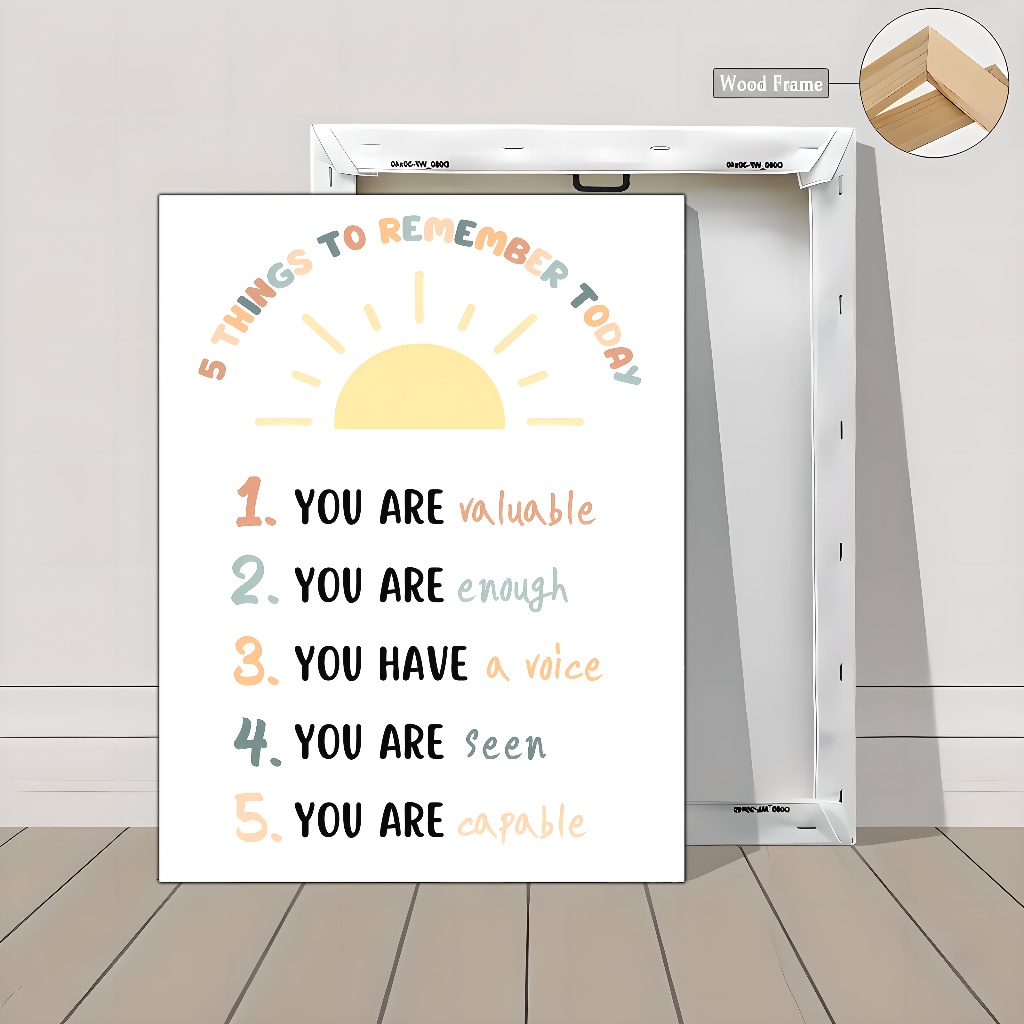 Wood Frame
5 THINGS TO REMEMBER TODAY
1. YOU ARE valuable
2. YOU ARE enough
3. YOU HAVE a voice
4. YOU ARE seen
5. YOU ARE capable